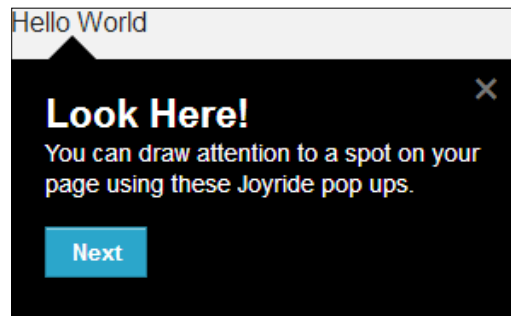 Hello World
Look Here!
You can draw attention to a spot on your
page using these Joyride pop ups.
Next